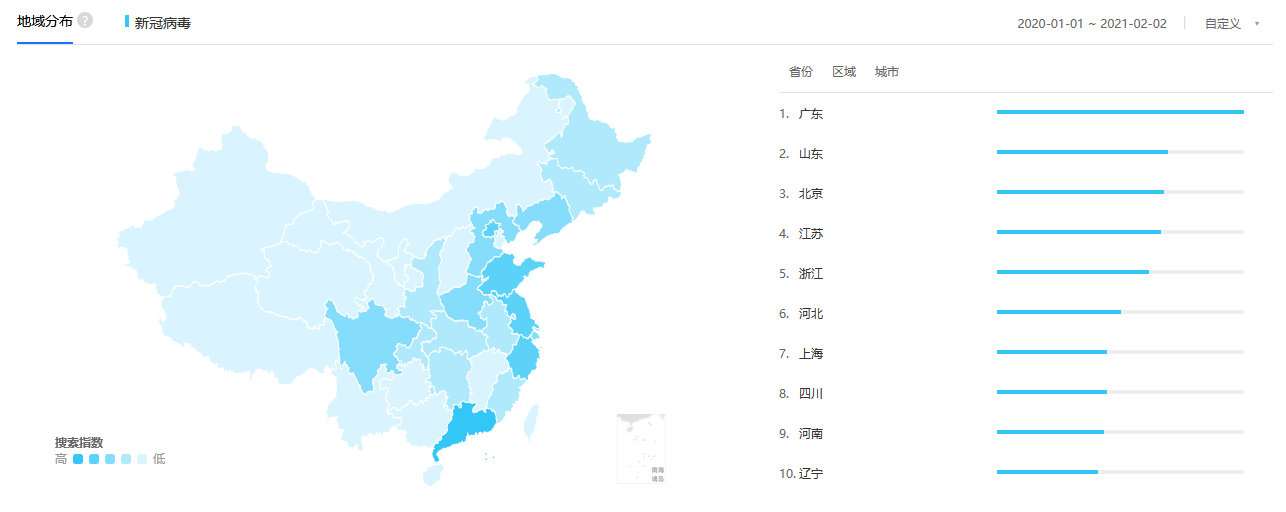 地域分布 ? 新冠病毒 2020-01-01 ~ 2021-02-02 自定义
省份 区域 城市
1. 广东
2. 山东
3. 北京
4. 江苏
5. 浙江
6. 河北
7. 上海
8. 四川
9. 河南
10. 辽宁
搜索指数
高 低
南海
诸岛